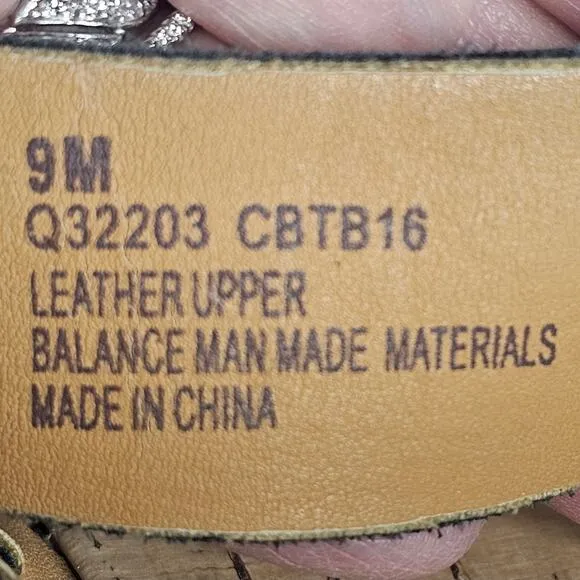 9M
Q32203 CBTB16
LEATHER UPPER
BALANCE MAN MADE MATERIALS
MADE IN CHINA